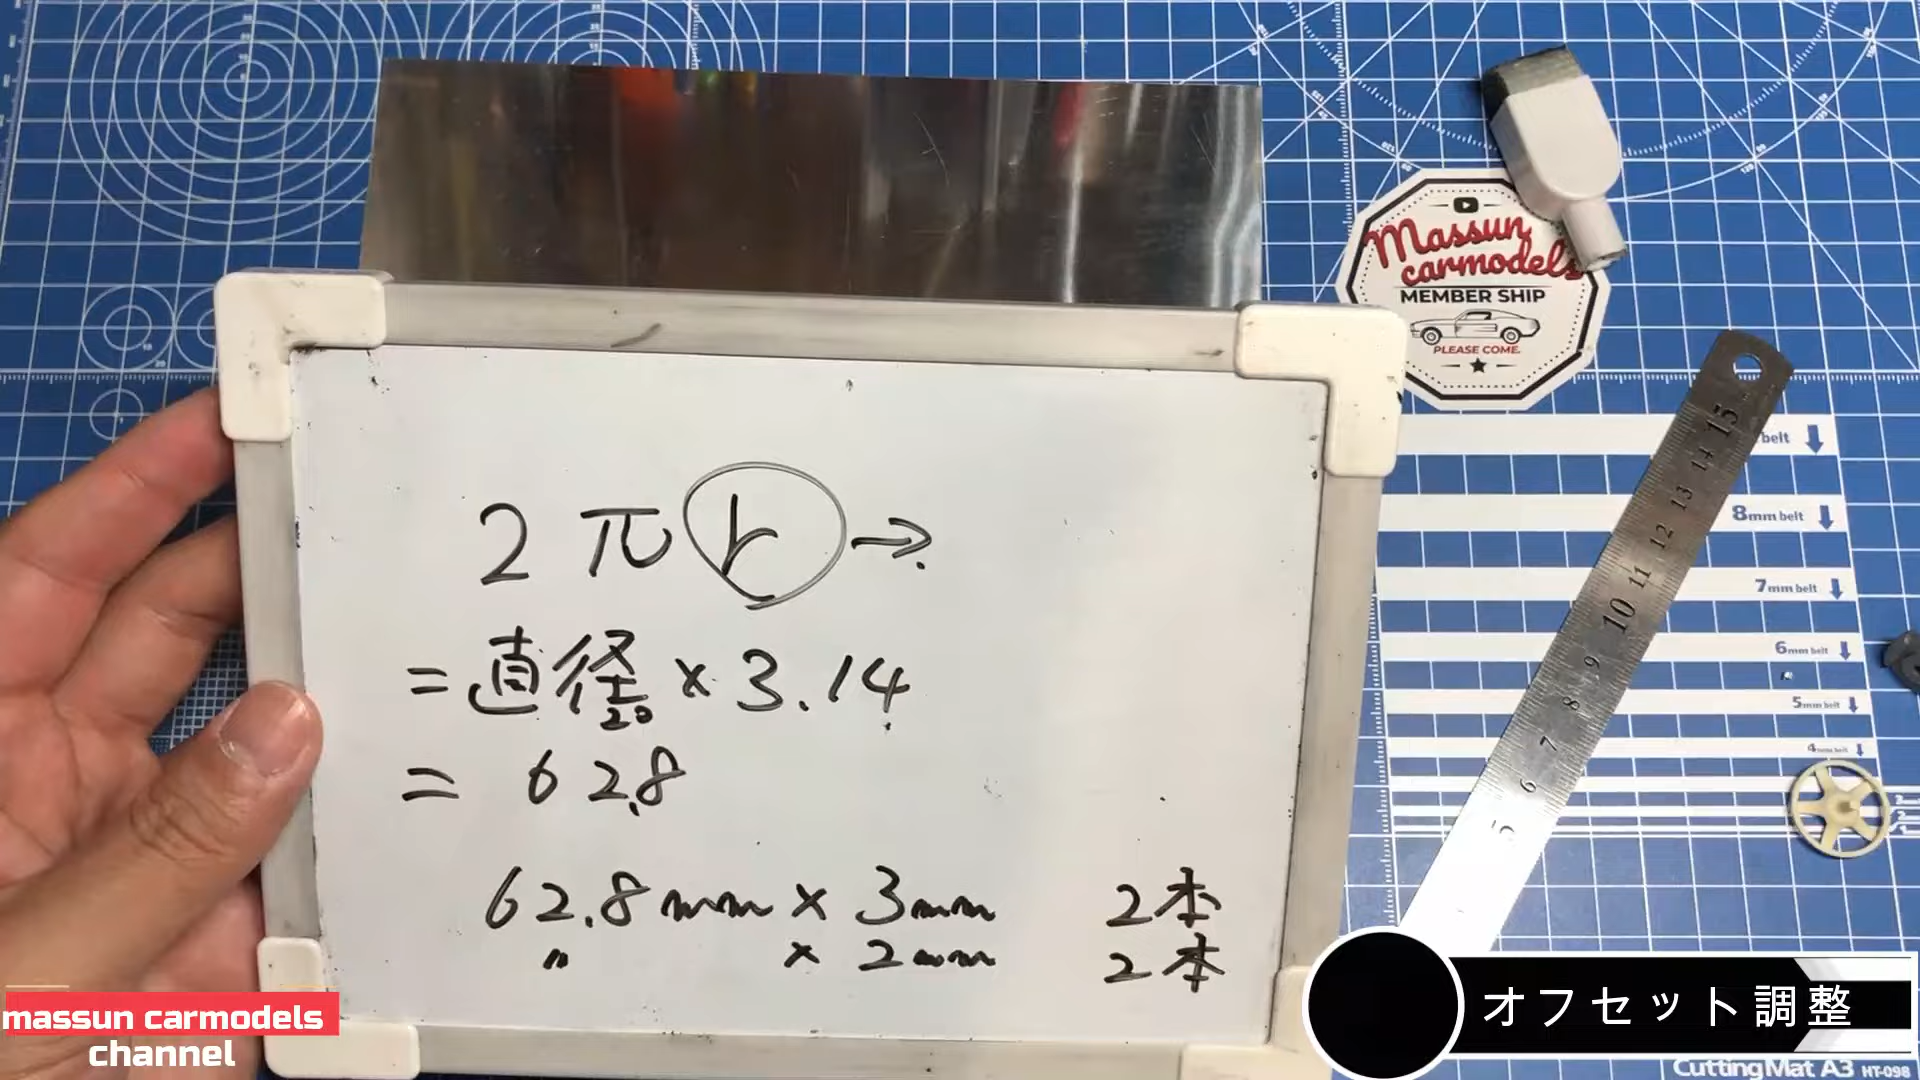 2πr→
=直径×3.14
20
= 62.8
62.8mm × 3mm 2本
〃 × 2mm 2本
Massun
carmodels
MEMBER SHIP
PLEASE COME.
belt
8mm belt
7mm belt
6mm belt
5mm belt
4mm belt
15
14
13
12
11
10
9
8
7
6
5
massun carmodels
channel
オフセット調整
CuttingMat A3 HT-098